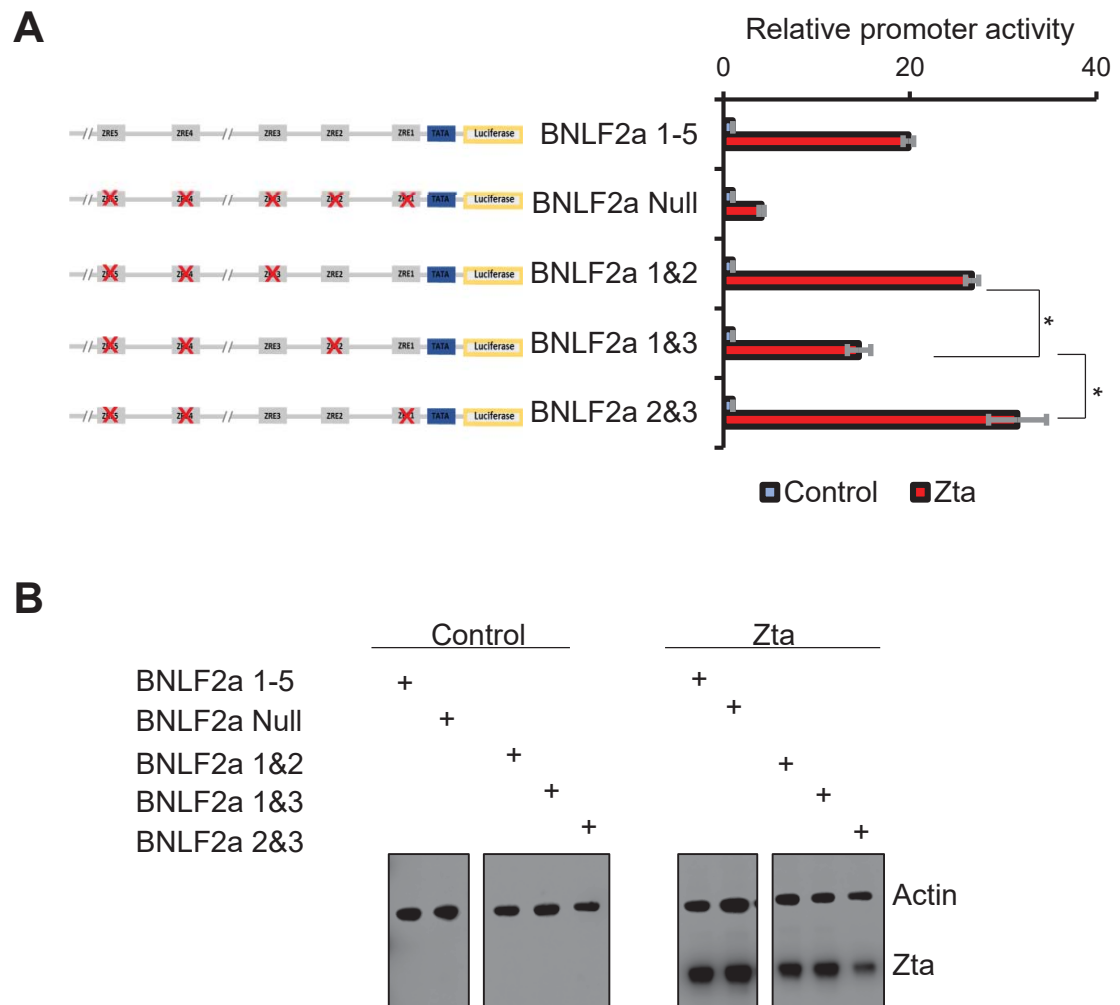 A
Relative promoter activity
0 20 40
// ZRE5 ZRE4 // ZRE3 ZRE2 ZRE1 TATA Luciferase BNLF2a 1-5
// // TATA Luciferase BNLF2a Null
// // ZRE2 ZRE1 TATA Luciferase BNLF2a 1&2
*
// // ZRE3 ZRE1 TATA Luciferase BNLF2a 1&3
*
// // ZRE3 ZRE2 TATA Luciferase BNLF2a 2&3
Control Zta
B
Control Zta
BNLF2a 1-5 + +
BNLF2a Null + +
BNLF2a 1&2 + +
BNLF2a 1&3 + +
BNLF2a 2&3 + +
Actin
Zta